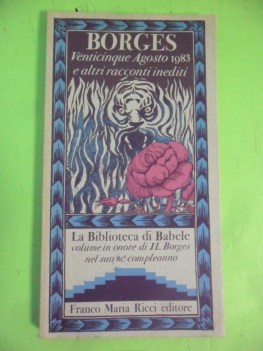 BORGES
Venticinque Agosto 1983
e altri racconti inediti
La Biblioteca di Babele
volume in onore di J.L. Borges
nel suo 80º compleanno
Franco Maria Ricci editore